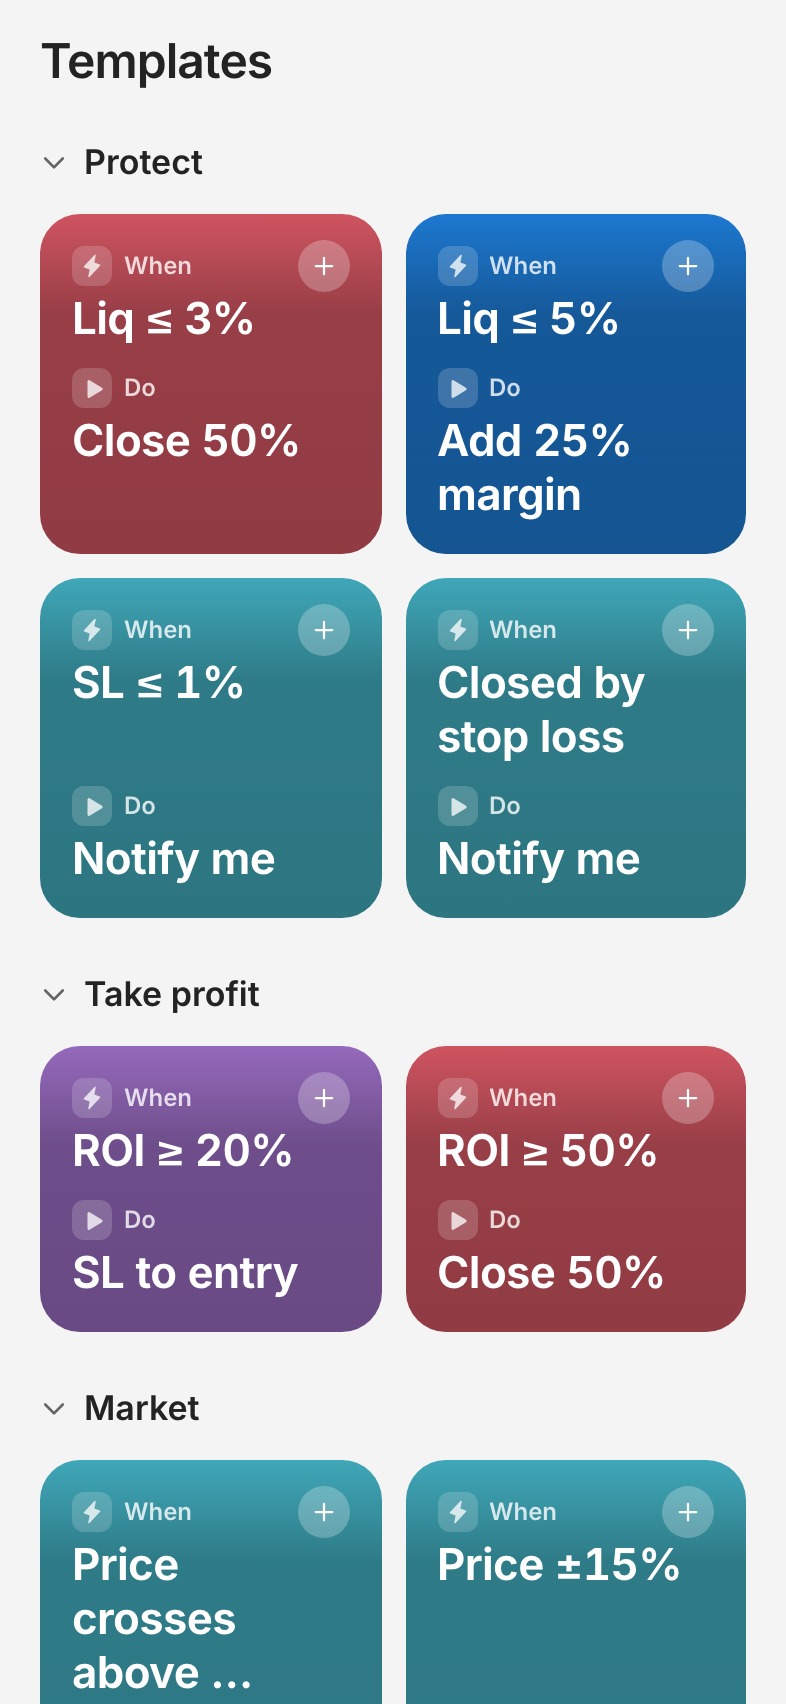 Templates
Protect
When
Liq ≤ 3%
Do
Close 50%
When
Liq ≤ 5%
Do
Add 25%
margin
When
SL ≤ 1%
Do
Notify me
When
Closed by
stop loss
Do
Notify me
Take profit
When
ROI ≥ 20%
Do
SL to entry
When
ROI ≥ 50%
Do
Close 50%
Market
When
Price
crosses
above ...
When
Price ±15%